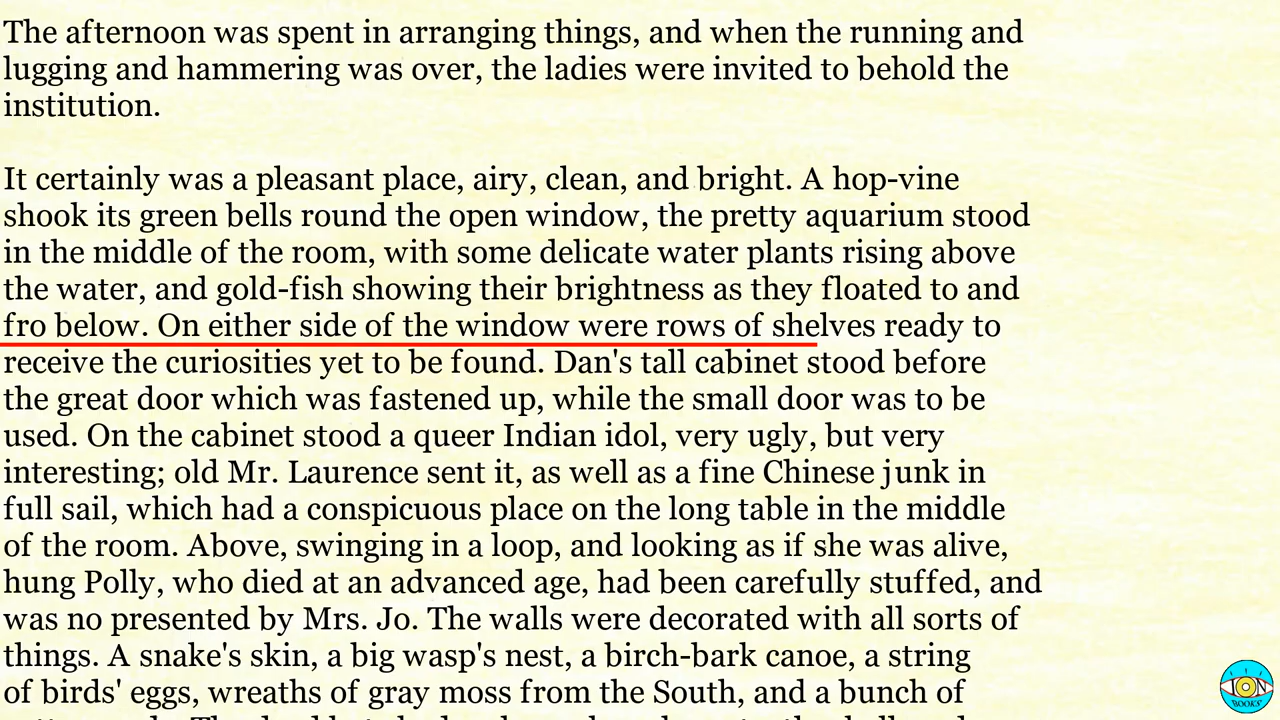 The afternoon was spent in arranging things, and when the running and
lugging and hammering was over, the ladies were invited to behold the
institution.
It certainly was a pleasant place, airy, clean, and bright. A hop-vine
shook its green bells round the open window, the pretty aquarium stood
in the middle of the room, with some delicate water plants rising above
the water, and gold-fish showing their brightness as they floated to and
fro below. On either side of the window were rows of shelves ready to
receive the curiosities yet to be found. Dan's tall cabinet stood before
the great door which was fastened up, while the small door was to be
used. On the cabinet stood a queer Indian idol, very ugly, but very
interesting; old Mr. Laurence sent it, as well as a fine Chinese junk in
full sail, which had a conspicuous place on the long table in the middle
of the room. Above, swinging in a loop, and looking as if she was alive,
hung Polly, who died at an advanced age, had been carefully stuffed, and
was no presented by Mrs. Jo. The walls were decorated with all sorts of
things. A snake's skin, a big wasp's nest, a birch-bark canoe, a string
of birds' eggs, wreaths of gray moss from the South, and a bunch of
ION
BOOKS